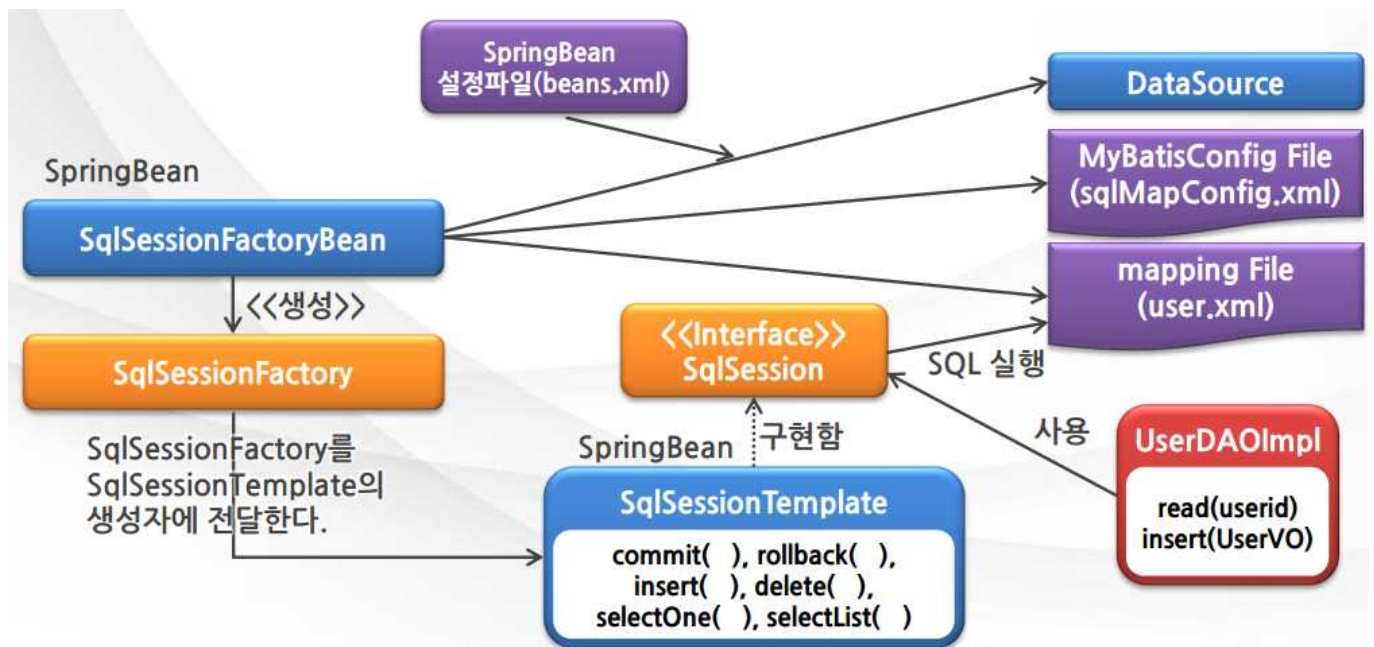 SpringBean
설정파일(beans.xml)
DataSource
MyBatisConfig File
(sqlMapConfig.xml)
SpringBean
SqlSessionFactoryBean
mapping File
(user.xml)
<<생성>>
<<Interface>>
SqlSession
SQL 실행
SqlSessionFactory
사용
구현함
UserDAOImpl
read(userid)
insert(UserVO)
SqlSessionFactory를
SqlSessionTemplate의
생성자에 전달한다.
SpringBean
SqlSessionTemplate
commit(  ), rollback(  ),
insert(  ), delete(  ),
selectOne(  ), selectList(  )